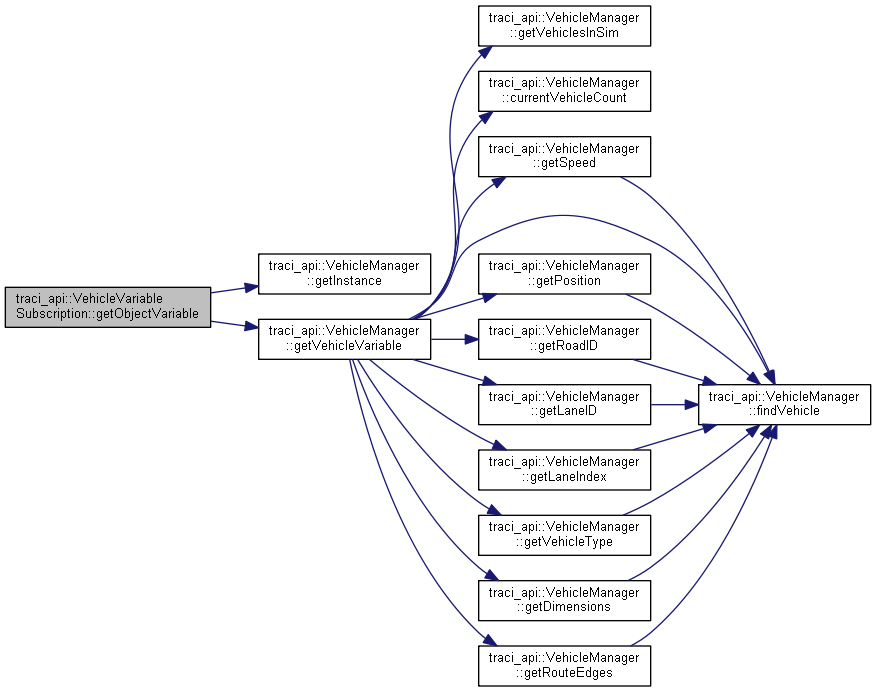 traci_api::VehicleVariable
Subscription::getObjectVariable
traci_api::VehicleManager
::getInstance
traci_api::VehicleManager
::getVehicleVariable
traci_api::VehicleManager
::getVehiclesInSim
traci_api::VehicleManager
::currentVehicleCount
traci_api::VehicleManager
::getSpeed
traci_api::VehicleManager
::getPosition
traci_api::VehicleManager
::getRoadID
traci_api::VehicleManager
::getLaneID
traci_api::VehicleManager
::getLaneIndex
traci_api::VehicleManager
::getVehicleType
traci_api::VehicleManager
::getDimensions
traci_api::VehicleManager
::getRouteEdges
traci_api::VehicleManager
::findVehicle